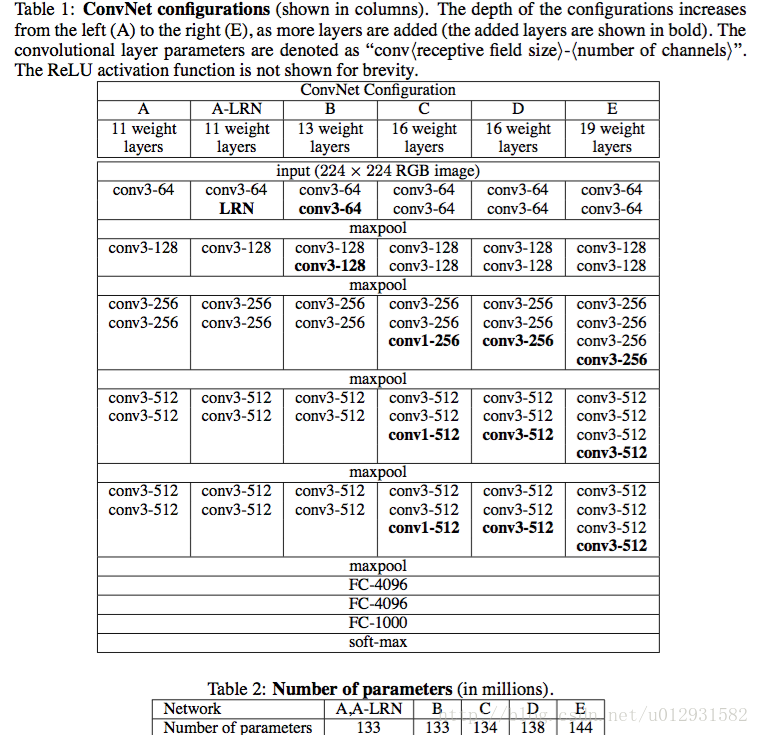 Table 1: ConvNet configurations (shown in columns). The depth of the configurations increases
from the left (A) to the right (E), as more layers are added (the added layers are shown in bold). The
convolutional layer parameters are denoted as “conv⟨receptive field size⟩-⟨number of channels⟩”.
The ReLU activation function is not shown for brevity.
ConvNet Configuration
A A-LRN B C D E
11 weight 11 weight 13 weight 16 weight 16 weight 19 weight
layers layers layers layers layers layers
input (224 × 224 RGB image)
conv3-64 conv3-64 conv3-64 conv3-64 conv3-64 conv3-64
LRN conv3-64 conv3-64 conv3-64 conv3-64
maxpool
conv3-128 conv3-128 conv3-128 conv3-128 conv3-128 conv3-128
conv3-128 conv3-128 conv3-128 conv3-128
maxpool
conv3-256 conv3-256 conv3-256 conv3-256 conv3-256 conv3-256
conv3-256 conv3-256 conv3-256 conv3-256 conv3-256 conv3-256
conv1-256 conv3-256 conv3-256
conv3-256
maxpool
conv3-512 conv3-512 conv3-512 conv3-512 conv3-512 conv3-512
conv3-512 conv3-512 conv3-512 conv3-512 conv3-512 conv3-512
conv1-512 conv3-512 conv3-512
conv3-512
maxpool
conv3-512 conv3-512 conv3-512 conv3-512 conv3-512 conv3-512
conv3-512 conv3-512 conv3-512 conv3-512 conv3-512 conv3-512
conv1-512 conv3-512 conv3-512
conv3-512
maxpool
FC-4096
FC-4096
FC-1000
soft-max
Table 2: Number of parameters (in millions).
Network A,A-LRN B C D E
Number of parameters 133 133 134 138 144
http://blog.csdn.net/u012931582